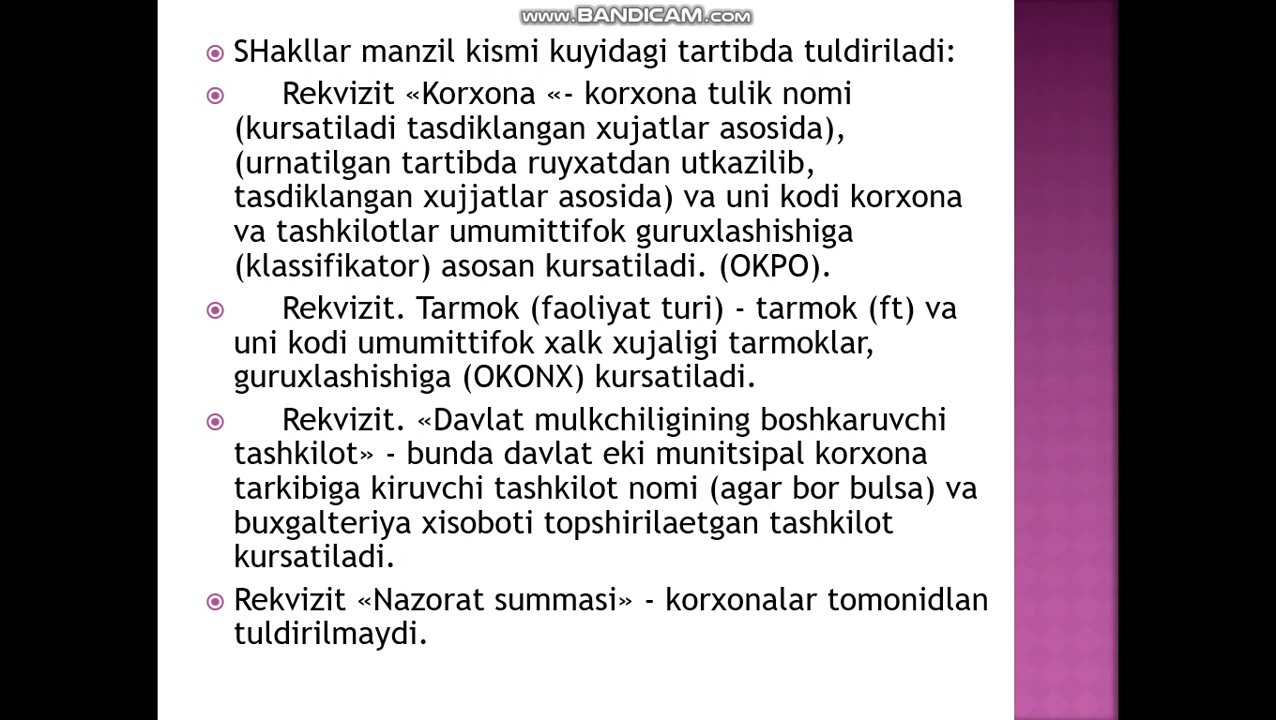 www.BANDICAM.com
SHakllar manzil kismi kuyidagi tartibda tuldiriladi:
Rekvizit «Korxona «- korxona tulik nomi
(kursatiladi tasdiklangan xujatlar asosida),
(urnatilgan tartibda ruyxatdan utkazilib,
tasdiklangan xujjatlar asosida) va uni kodi korxona
va tashkilotlar umumittifok guruxlashishiga
(klassifikator) asosan kursatiladi. (OKPO).
Rekvizit. Tarmok (faoliyat turi) - tarmok (ft) va
uni kodi umumittifok xalk xujaligi tarmoklar,
guruxlashishiga (OKONX) kursatiladi.
Rekvizit. «Davlat mulkchiligining boshkaruvchi
tashkilot» - bunda davlat eki munitsipal korxona
tarkibiga kiruvchi tashkilot nomi (agar bor bulsa) va
buxgalteriya xisoboti topshirilaetgan tashkilot
kursatiladi.
Rekvizit «Nazorat summasi» - korxonalar tomonidlan
tuldirilmaydi.